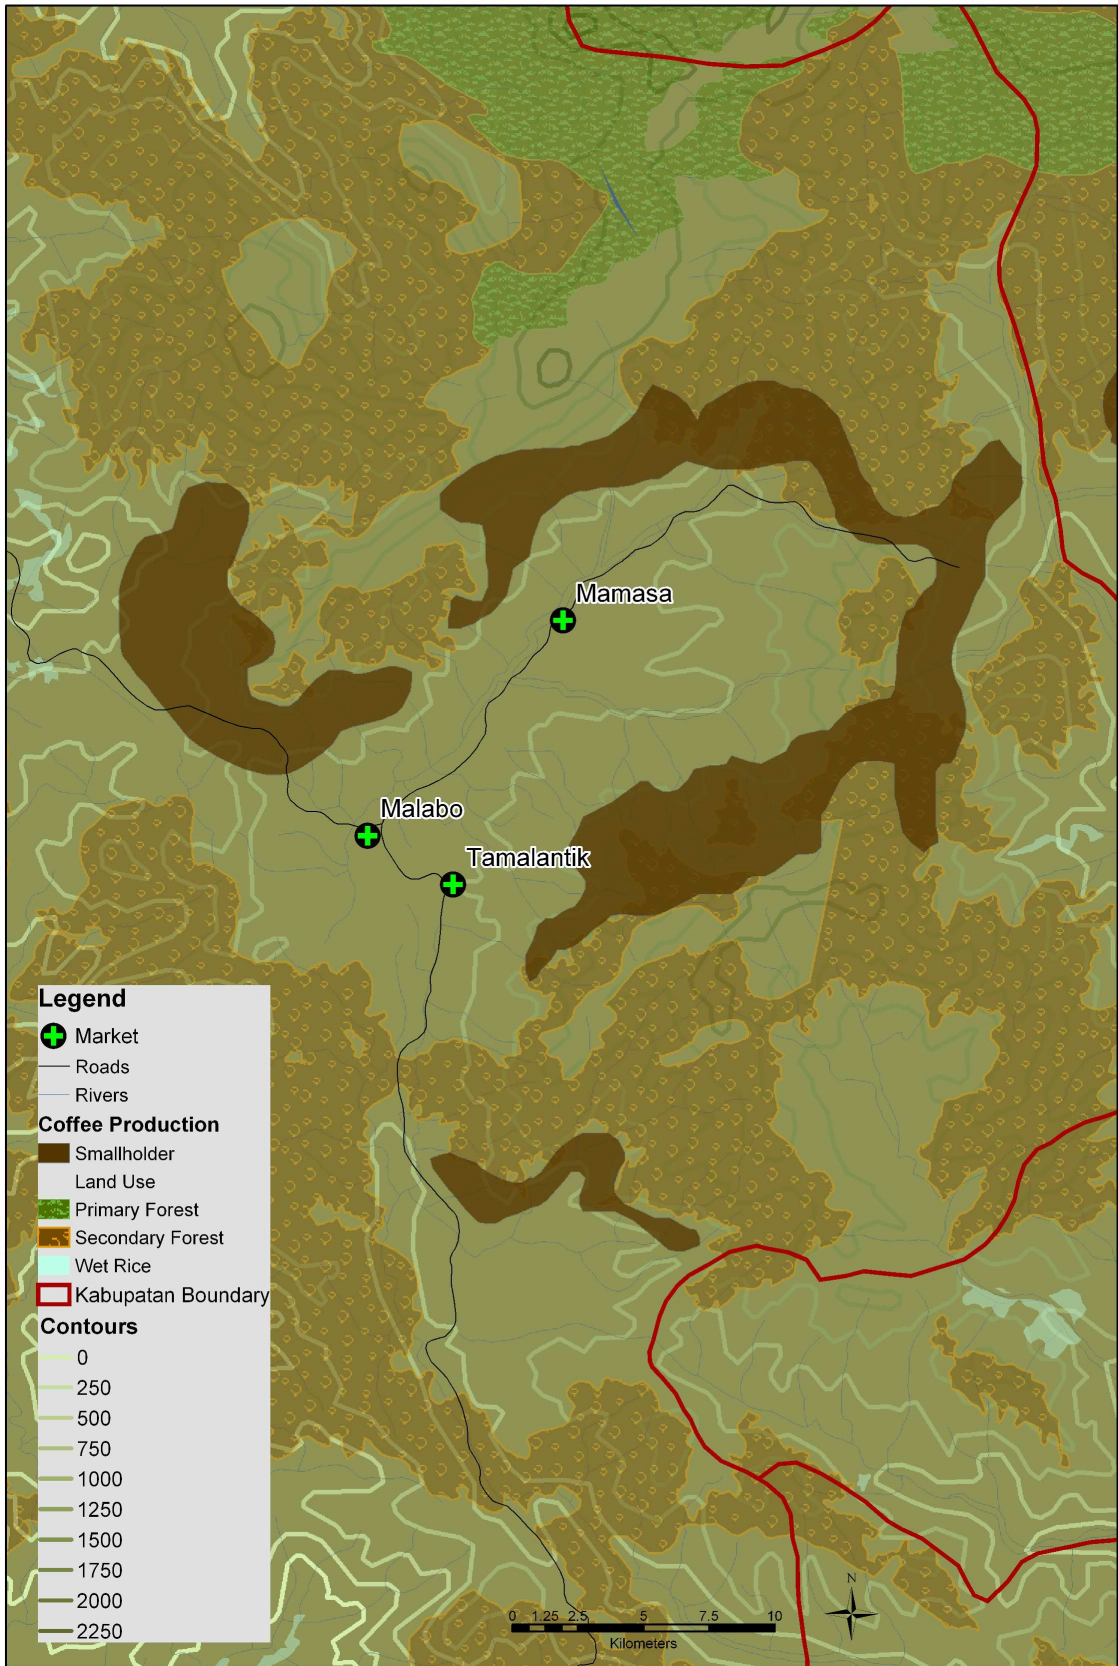 Mamasa
Malabo
Tamalantik
Legend
Market
Roads
Rivers
Coffee Production
Smallholder
Land Use
Primary Forest
Secondary Forest
Wet Rice
Kabupatan Boundary
Contours
0
250
500
750
1000
1250
1500
1750
2000
2250
N
0 1.25 2.5 5 7.5 10
Kilometers